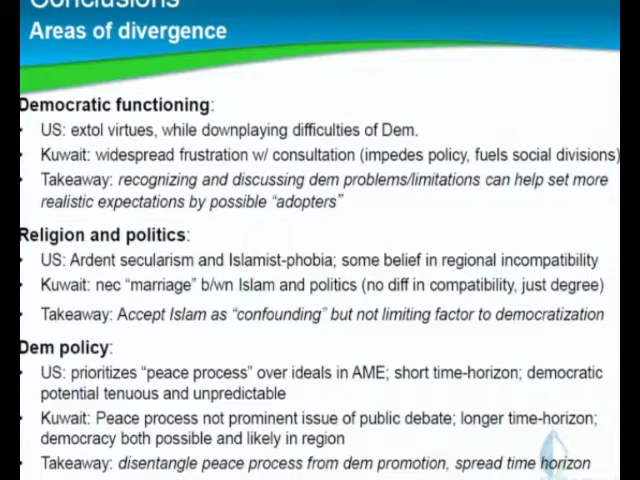 Conclusions
Areas of divergence
Democratic functioning:
US: extol virtues, while downplaying difficulties of Dem.
Kuwait: widespread frustration w/ consultation (impedes policy, fuels social divisions)
Takeaway: recognizing and discussing dem problems/limitations can help set more
realistic expectations by possible “adopters”
Religion and politics:
US: Ardent secularism and Islamist-phobia; some belief in regional incompatibility
Kuwait: nec “marriage” b/wn Islam and politics (no diff in compatibility, just degree)
Takeaway: Accept Islam as “confounding” but not limiting factor to democratization
Dem policy:
US: prioritizes “peace process” over ideals in AME; short time-horizon; democratic
potential tenuous and unpredictable
Kuwait: Peace process not prominent issue of public debate; longer time-horizon;
democracy both possible and likely in region
Takeaway: disentangle peace process from dem promotion, spread time horizon